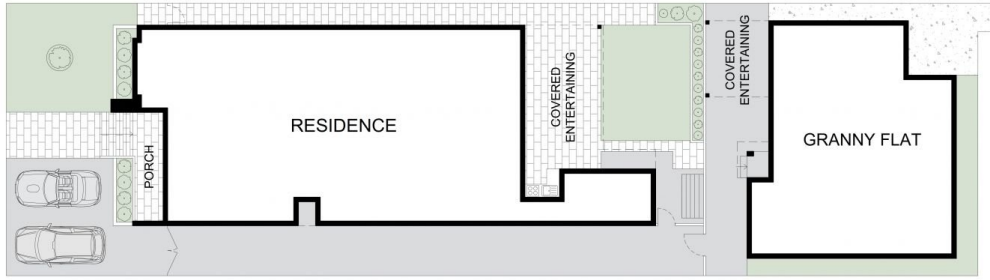 RESIDENCE
PORCH
COVERED
ENTERTAINING
COVERED
ENTERTAINING
GRANNY FLAT